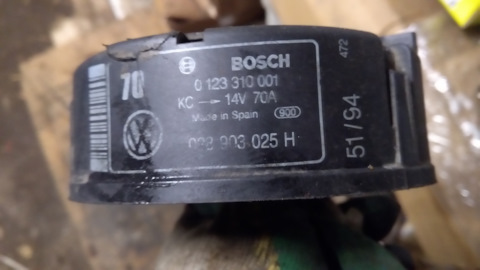 70
BOSCH
0 123 310 001
KC → 14V 70A
Made in Spain 900
028 903 025 H
472
51/94